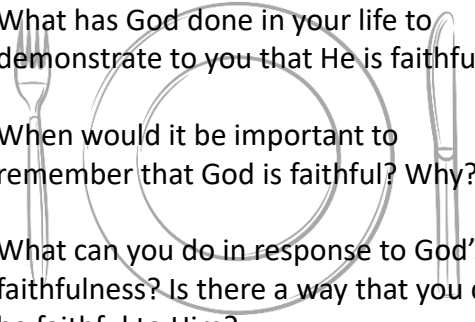 What has God done in your life to
demonstrate to you that He is faithfu
When would it be important to
remember that God is faithful? Why?
What can you do in response to God'
faithfulness? Is there a way that you
be faithful to Him?